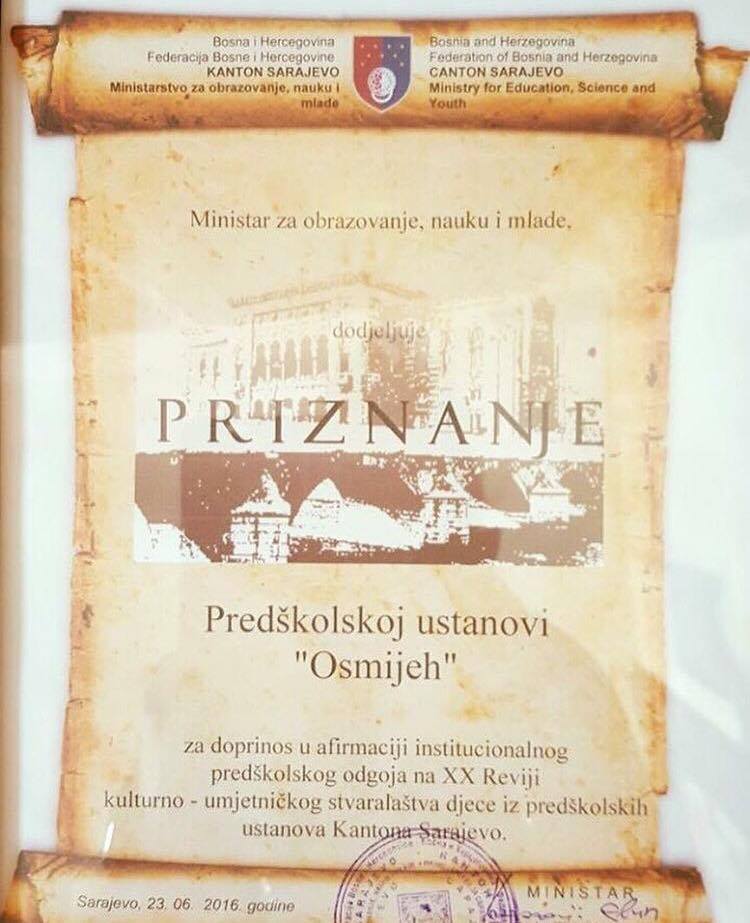 Bosna i Hercegovina
Federacija Bosne i Hercegovine
KANTON SARAJEVO
Ministarstvo za obrazovanje, nauku i
mlade
Bosnia and Herzegovina
Federation of Bosnia and Herzegovina
CANTON SARAJEVO
Ministry for Education, Science and
Youth
Ministar za obrazovanje, nauku i mlade,
dodjeljuje
PRIZNANJE
Predškolskoj ustanovi
"Osmijeh"
za doprinos u afirmaciji institucionalnog
predškolskog odgoja na XX Reviji
kulturno - umjetničkog stvaralaštva djece iz predškolskih
ustanova Kantona Sarajevo.
Sarajevo, 23. 06. 2016. godine
MINISTAR